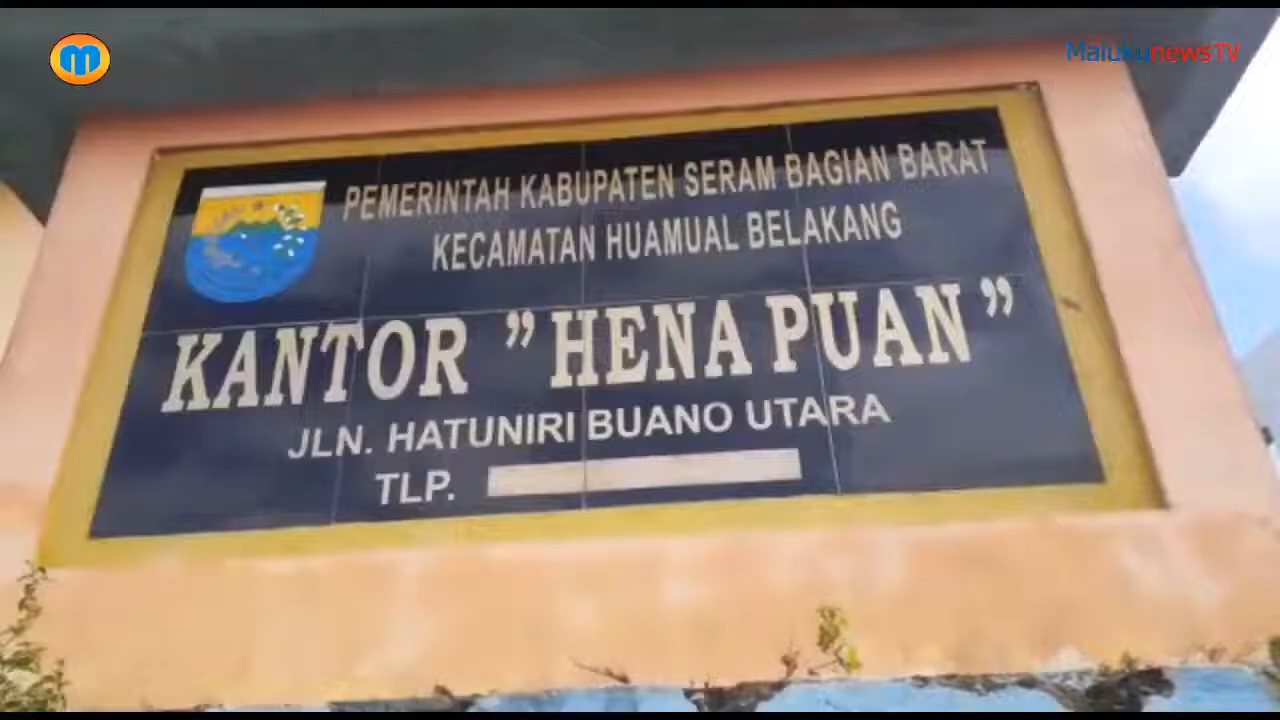 m
MalukunewsTV
PEMERINTAH KABUPATEN SERAM BAGIAN BARAT
KECAMATAN HUAMUAL BELAKANG
KANTOR "HENA PUAN"
JLN. HATUNIRI BUANO UTARA
TLP.